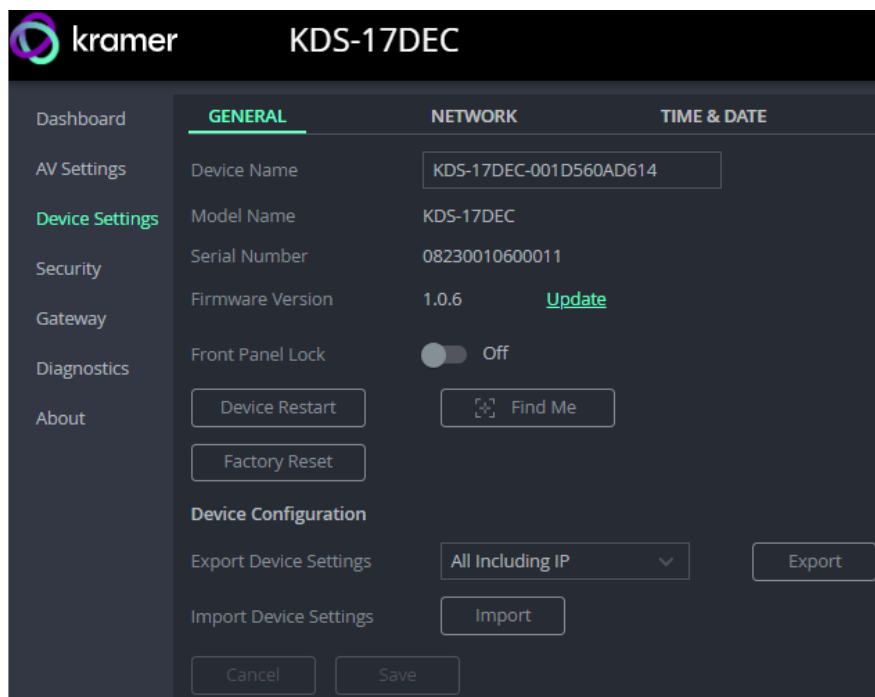 kramer KDS-17DEC
Dashboard GENERAL NETWORK TIME & DATE
AV Settings Device Name KDS-17DEC-001D560AD614
Device Settings Model Name KDS-17DEC
Security Serial Number 08230010600011
Gateway Firmware Version 1.0.6 Update
Diagnostics Front Panel Lock Off
About Device Restart Find Me
Factory Reset
Device Configuration
Export Device Settings All Including IP Export
Import Device Settings Import
Cancel Save